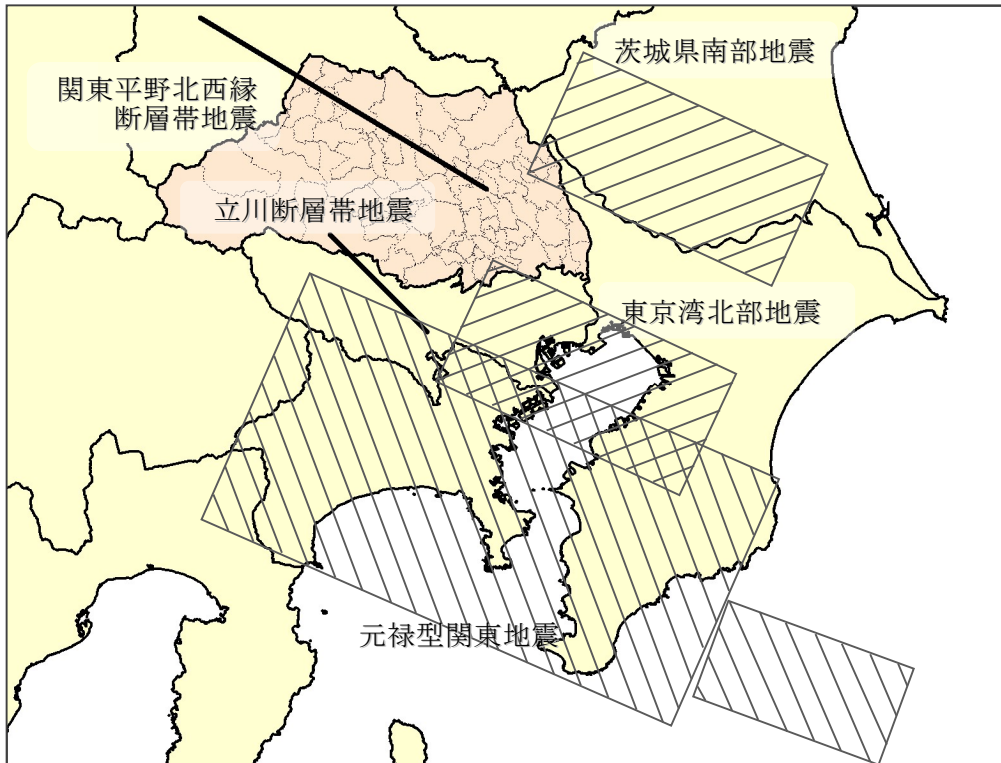 茨城県南部地震
関東平野北西縁
断層帯地震
立川断層帯地震
東京湾北部地震
元禄型関東地震